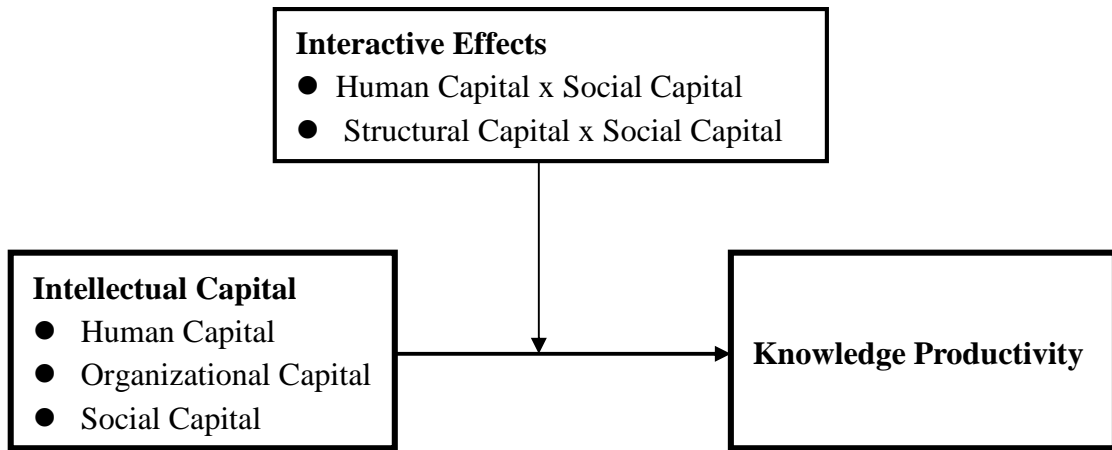 Interactive Effects
● Human Capital x Social Capital
● Structural Capital x Social Capital
Intellectual Capital
● Human Capital
● Organizational Capital
● Social Capital
Knowledge Productivity